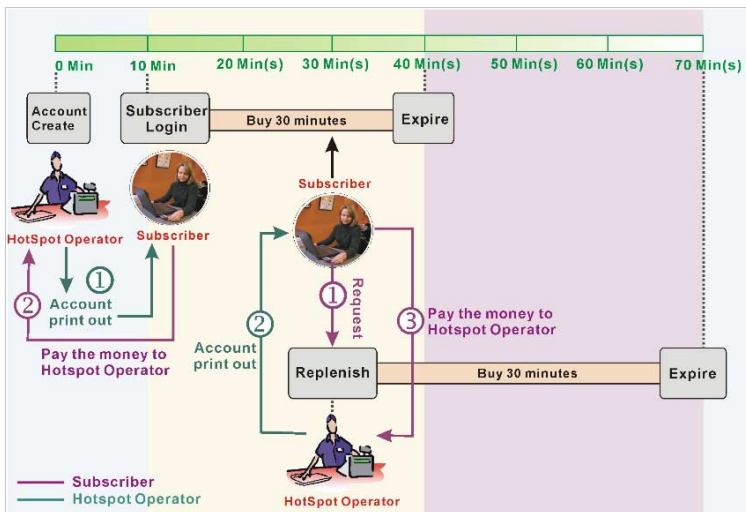 0 Min
10 Min
20 Min(s)
30 Min(s)
40 Min(s)
50 Min(s)
60 Min(s)
70 Min(s)
Account
Create
Subscriber
Login
Buy 30 minutes
Expire
Subscriber
HotSpot Operator
Subscriber
1
2
Account
print out
Pay the money to
Hotspot Operator
1
Request
2
Account
print out
3
Pay the money to
Hotspot Operator
Replenish
Buy 30 minutes
Expire
HotSpot Operator
Subscriber
Hotspot Operator